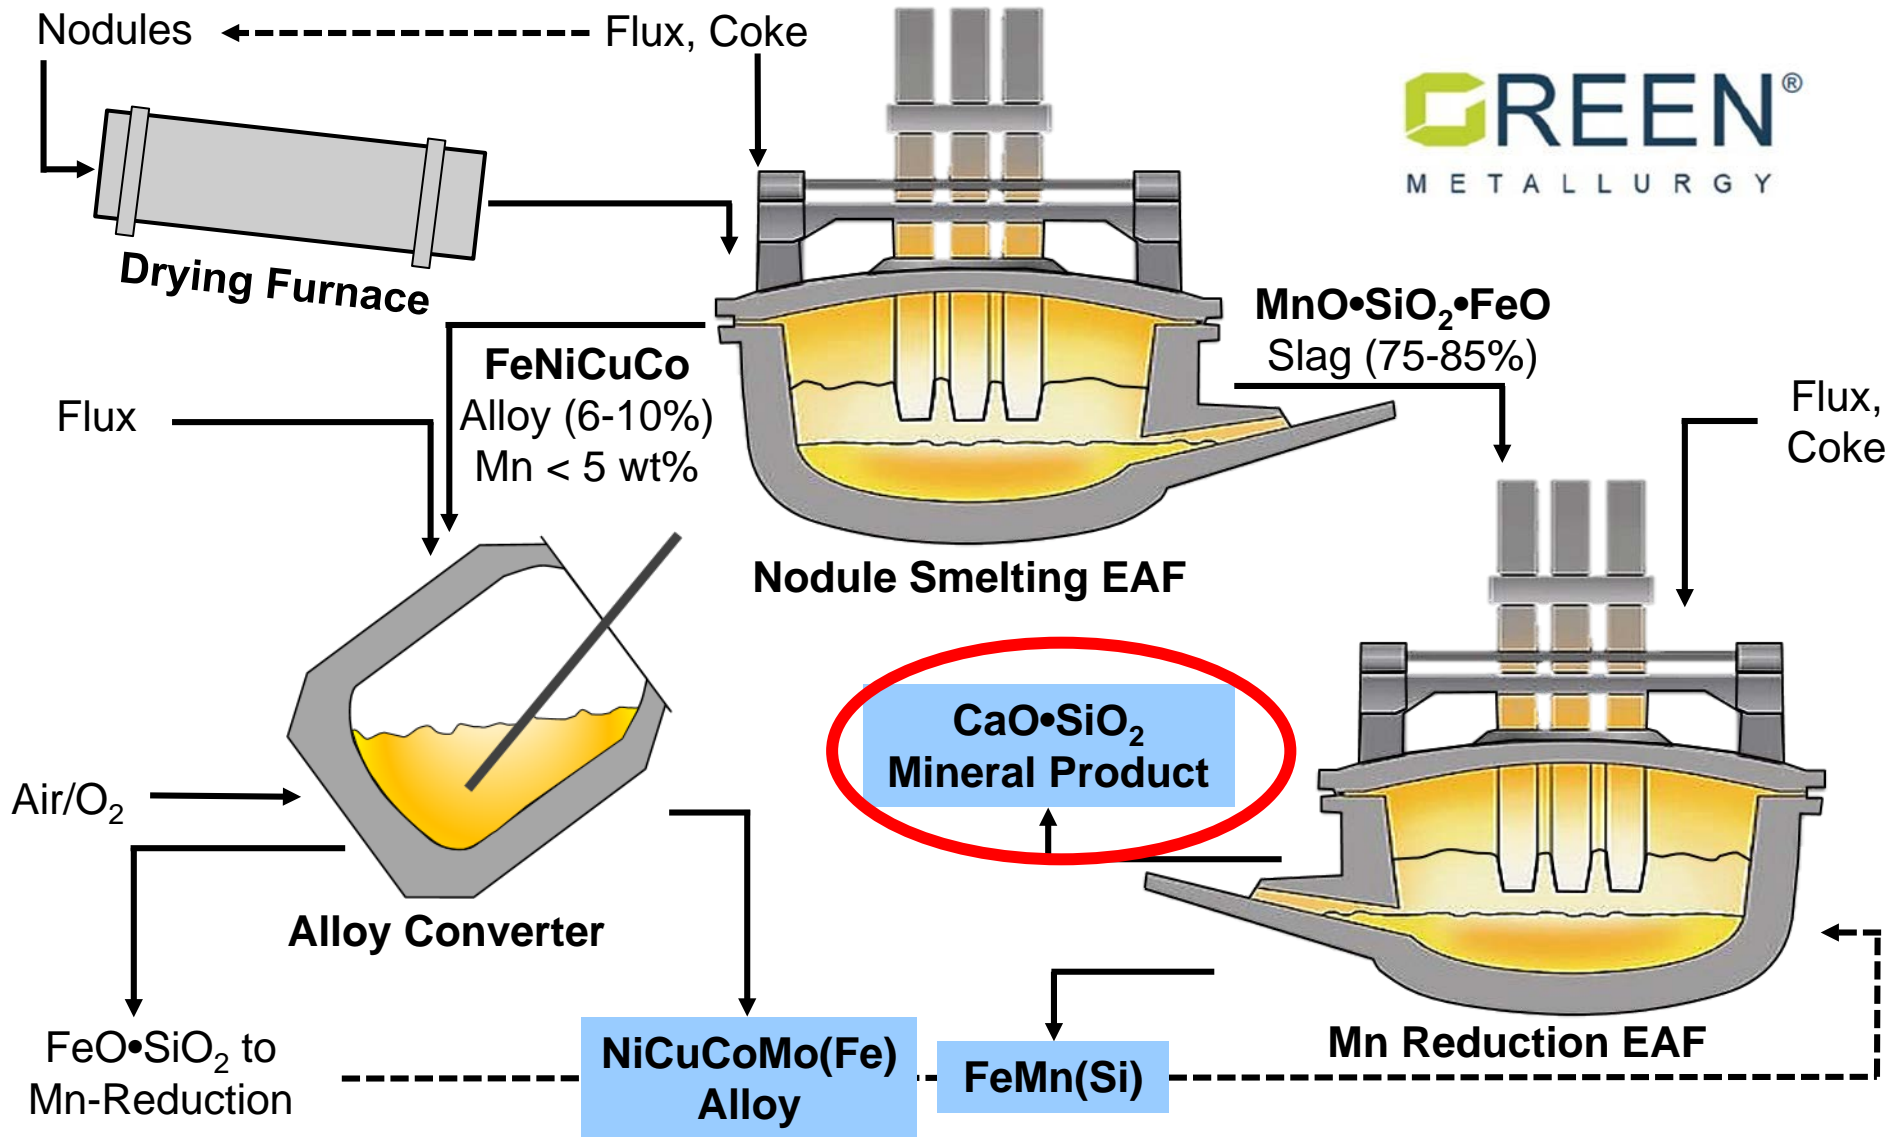 Nodules
Flux, Coke
GREEN®
METALLURGY
Drying Furnace
MnO•SiO₂•FeO
Slag (75-85%)
FeNiCuCo
Alloy (6-10%)
Mn < 5 wt%
Flux
Flux,
Coke
Nodule Smelting EAF
CaO•SiO₂
Mineral Product
Air/O₂
Alloy Converter
Mn Reduction EAF
FeO•SiO₂ to
Mn-Reduction
NiCuCoMo(Fe)
Alloy
FeMn(Si)